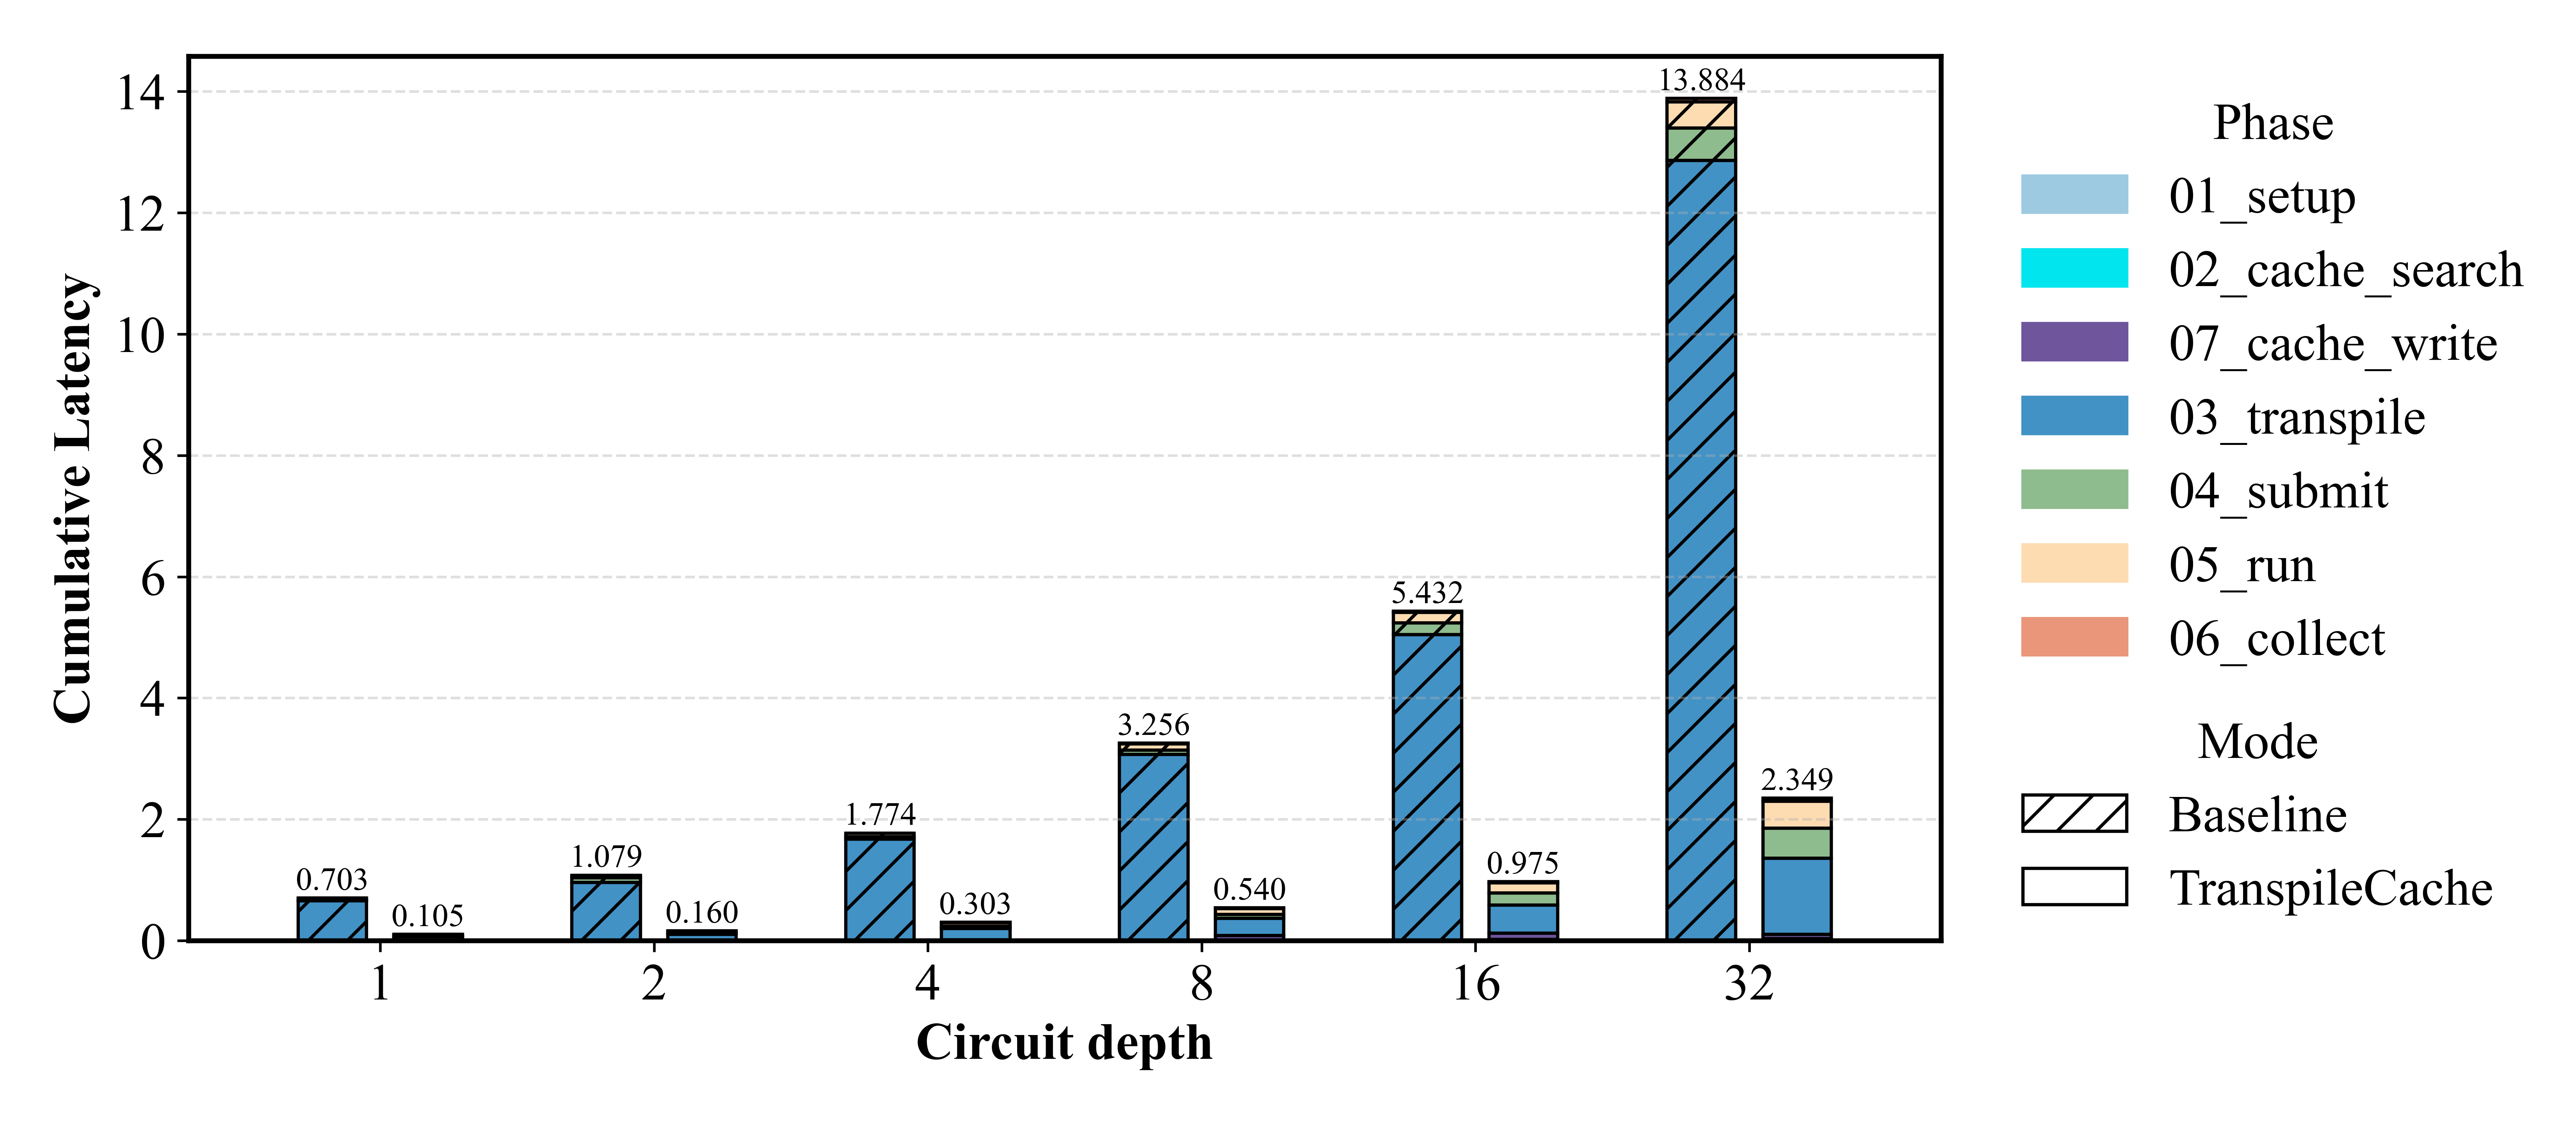 Cumulative Latency
14
12
10
8
6
4
2
0
0.703
0.105
1.079
0.160
1.774
0.303
3.256
0.540
5.432
0.975
13.884
2.349
1
2
4
8
16
32
Circuit depth
Phase
01_setup
02_cache_search
07_cache_write
03_transpile
04_submit
05_run
06_collect
Mode
Baseline
TranspileCache